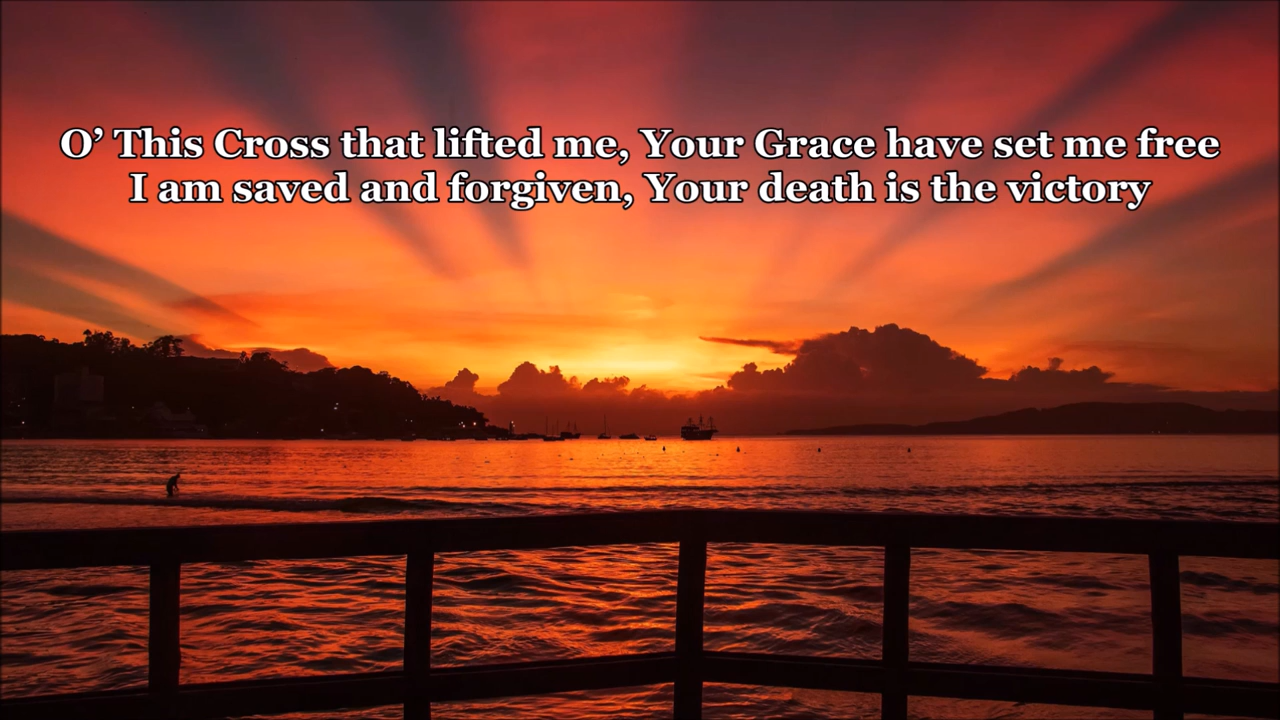 O’ This Cross that lifted me, Your Grace have set me free
I am saved and forgiven, Your death is the victory